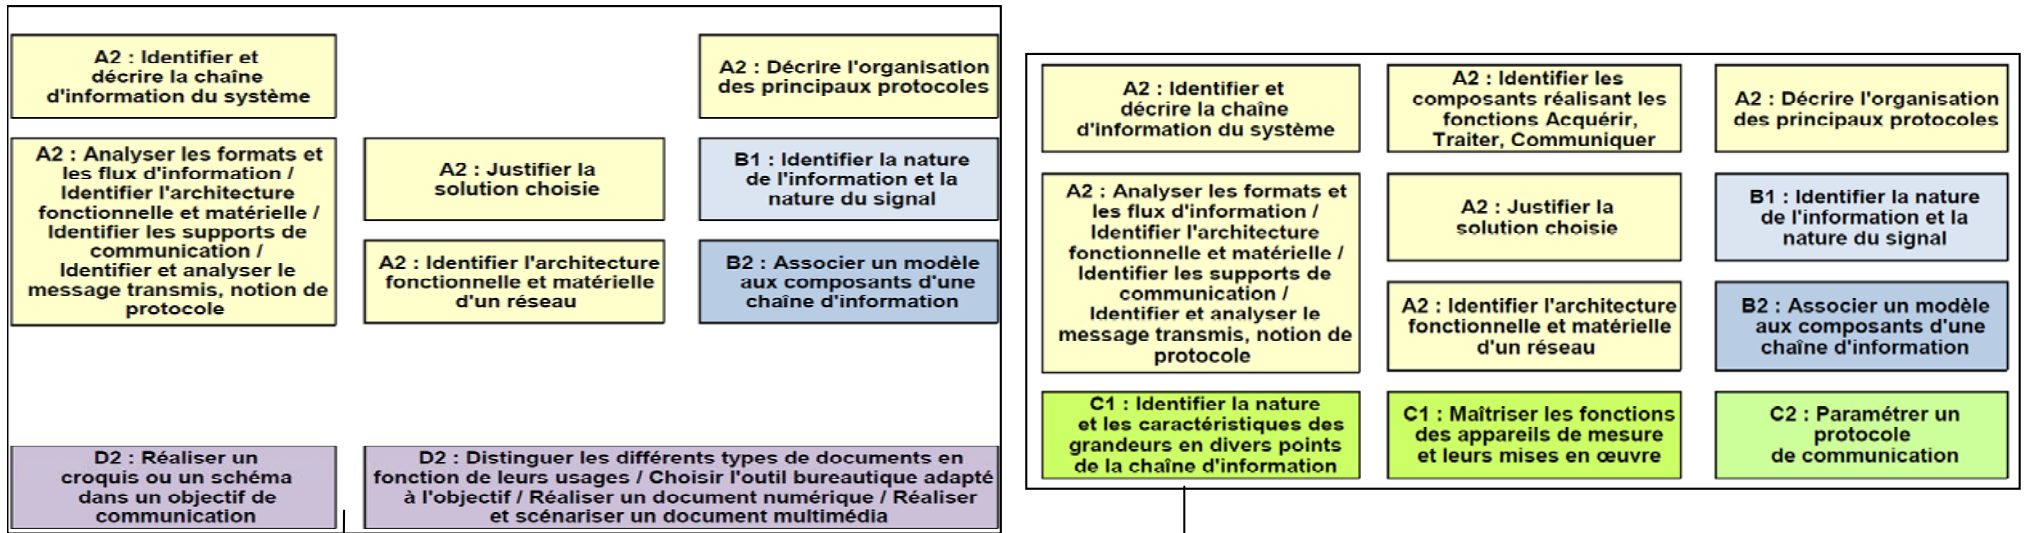 A2 : Identifier et
décrire la chaîne
d'information du système
A2 : Décrire l'organisation
des principaux protocoles
A2 : Analyser les formats et
les flux d'information /
Identifier l'architecture
fonctionnelle et matérielle /
Identifier les supports de
communication /
Identifier et analyser le
message transmis, notion de
protocole
A2 : Justifier la
solution choisie
B1 : Identifier la nature
de l'information et la
nature du signal
A2 : Identifier l'architecture
fonctionnelle et matérielle
d'un réseau
B2 : Associer un modèle
aux composants d'une
chaîne d'information
D2 : Réaliser un
croquis ou un schéma
dans un objectif de
communication
D2 : Distinguer les différents types de documents en
fonction de leurs usages / Choisir l'outil bureautique adapté
à l'objectif / Réaliser un document numérique / Réaliser
et scénariser un document multimédia
A2 : Identifier et
décrire la chaîne
d'information du système
A2 : Identifier les
composants réalisant les
fonctions Acquérir,
Traiter, Communiquer
A2 : Décrire l'organisation
des principaux protocoles
A2 : Analyser les formats et
les flux d'information /
Identifier l'architecture
fonctionnelle et matérielle /
Identifier les supports de
communication /
Identifier et analyser le
message transmis, notion de
protocole
A2 : Justifier la
solution choisie
B1 : Identifier la nature
de l'information et la
nature du signal
A2 : Identifier l'architecture
fonctionnelle et matérielle
d'un réseau
B2 : Associer un modèle
aux composants d'une
chaîne d'information
C1 : Identifier la nature
et les caractéristiques des
grandeurs en divers points
de la chaîne d'information
C1 : Maîtriser les fonctions
des appareils de mesure
et leurs mises en œuvre
C2 : Paramétrer un
protocole
de communication